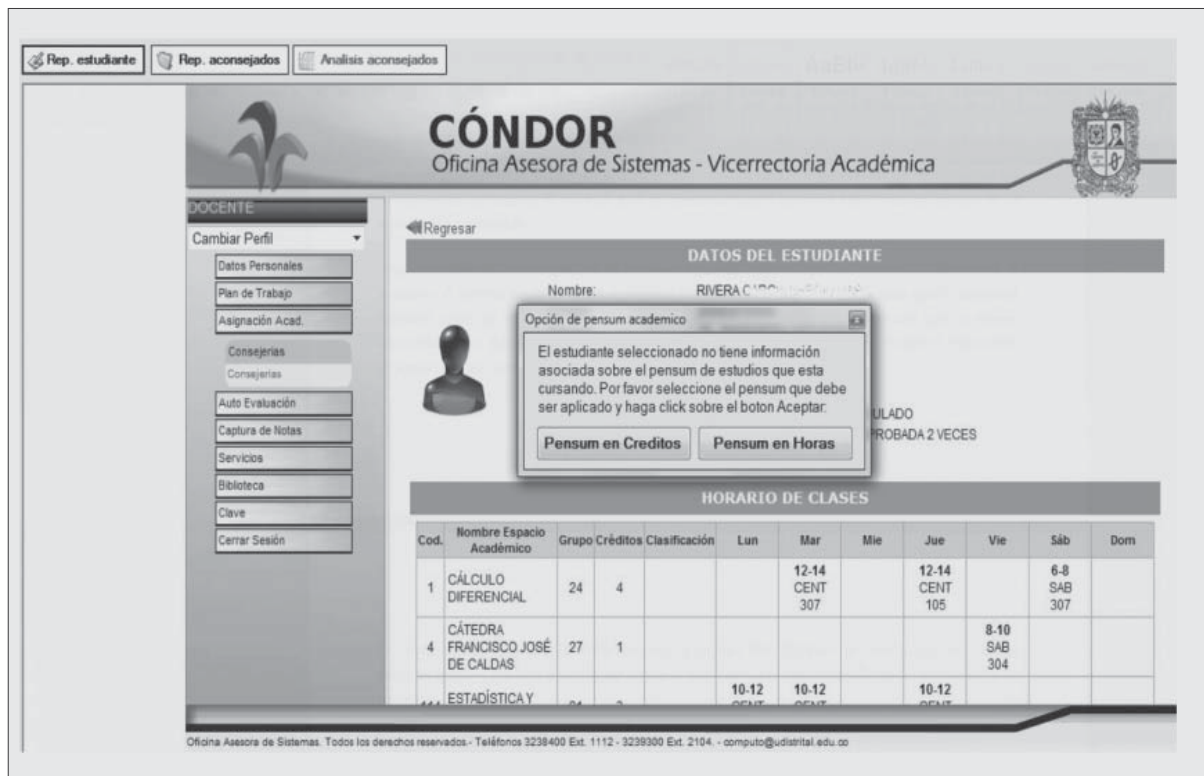 Rep. estudiante
Rep. aconsejados
Analisis aconsejados
CÓNDOR
Oficina Asesora de Sistemas - Vicerrectoría Académica
DOCENTE
Cambiar Perfil
Datos Personales
Plan de Trabajo
Asignación Acad.
Consejerias
Consejerias
Auto Evaluación
Captura de Notas
Servicios
Biblioteca
Clave
Cerrar Sesión
Regresar
DATOS DEL ESTUDIANTE
Nombre: RIVERA
Opción de pensum academico
El estudiante seleccionado no tiene información
asociada sobre el pensum de estudios que esta
cursando. Por favor seleccione el pensum que debe
ser aplicado y haga click sobre el boton Aceptar:
Pensum en Creditos Pensum en Horas
ULADO
PROBADA 2 VECES
HORARIO DE CLASES
Cod. Nombre Espacio Académico Grupo Créditos Clasificación Lun Mar Mie Jue Vie Sáb Dom
1 CÁLCULO DIFERENCIAL 24 4 12-14 CENT 307 12-14 CENT 105 6-8 SAB 307
4 CÁTEDRA FRANCISCO JOSÉ DE CALDAS 27 1 8-10 SAB 304
ESTADÍSTICA Y 10-12 10-12 10-12
Oficina Asesora de Sistemas. Todos los derechos reservados.- Teléfonos 3238400 Ext. 1112 - 3239300 Ext. 2104. - computo@udistrital.edu.co